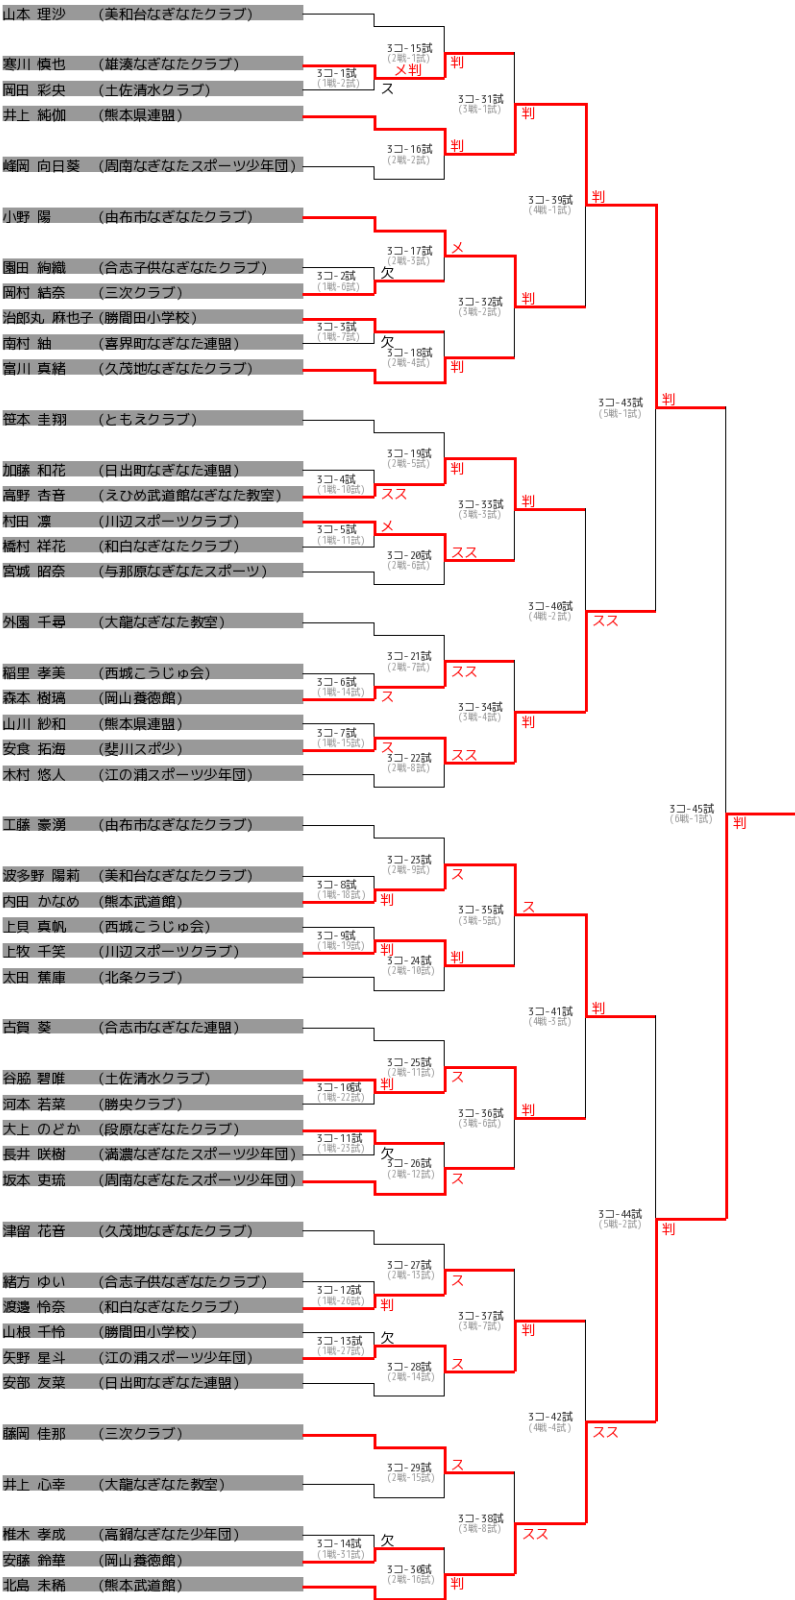 山本 理沙 (美和台なぎなたクラブ)
3コ-15試
(2戦-1試)
寒川 慎也 (雄湊なぎなたクラブ)
判
3コ-1試
メ判
(1戦-2試)
岡田 彩央 (土佐清水クラブ)
ス
3コ-31試
(3戦-1試)
井上 純伽 (熊本県連盟)
判
3コ-16試
判
(2戦-2試)
峰岡 向日葵 (周南なぎなたスポーツ少年団)
3コ-39試
判
(4戦-1試)
小野 陽 (由布市なぎなたクラブ)
3コ-17試
メ
(2戦-3試)
園田 絢織 (合志子供なぎなたクラブ)
欠
3コ-2試
(1戦-6試)
岡村 結奈 (三次クラブ)
3コ-32試
判
(3戦-2試)
治郎丸 麻也子 (勝間田小学校)
3コ-3試
(1戦-7試)
南村 紬 (喜界町なぎなた連盟)
欠
3コ-18試
(2戦-4試)
富川 真緒 (久茂地なぎなたクラブ)
判
3コ-43試
判
(5戦-1試)
笹本 圭翔 (ともえクラブ)
3コ-19試
(2戦-5試)
加藤 和花 (日出町なぎなた連盟)
判
3コ-4試
(1戦-10試)
高野 杏音 (えひめ武道館なぎなた教室)
スス
3コ-33試
判
(3戦-3試)
村田 凛 (川辺スポーツクラブ)
3コ-5試
メ
(1戦-11試)
橋村 祥花 (和白なぎなたクラブ)
3コ-20試
スス
(2戦-6試)
宮城 昭奈 (与那原なぎなたスポーツ)
3コ-40試
(4戦-2試)
スス
外園 千尋 (大龍なぎなた教室)
3コ-21試
(2戦-7試)
稲里 孝美 (西城こうじゅ会)
スス
3コ-6試
(1戦-14試)
森本 樹璃 (岡山養徳館)
ス
3コ-34試
(3戦-4試)
山川 紗和 (熊本県連盟)
判
3コ-7試
(1戦-15試)
安食 拓海 (斐川スポ少)
ス
3コ-22試
スス
(2戦-8試)
木村 悠人 (江の浦スポーツ少年団)
3コ-45試
(6戦-1試)
判
工藤 豪湧 (由布市なぎなたクラブ)
3コ-23試
(2戦-9試)
波多野 陽莉 (美和台なぎなたクラブ)
ス
3コ-8試
(1戦-18試)
内田 かなめ (熊本武道館)
判
3コ-35試
ス
(3戦-5試)
上貝 真帆 (西城こうじゅ会)
3コ-9試
(1戦-19試)
上牧 千笑 (川辺スポーツクラブ)
判
3コ-24試
判
(2戦-10試)
太田 蕉庫 (北条クラブ)
3コ-41試
判
(4戦-3試)
古賀 葵 (合志市なぎなた連盟)
3コ-25試
(2戦-11試)
谷脇 碧唯 (土佐清水クラブ)
ス
3コ-10試
判
(1戦-22試)
河本 若菜 (勝央クラブ)
3コ-36試
判
(3戦-6試)
大上 のどか (段原なぎなたクラブ)
3コ-11試
(1戦-23試)
長井 咲樹 (満濃なぎなたスポーツ少年団)
欠
3コ-26試
(2戦-12試)
坂本 吏琉 (周南なぎなたスポーツ少年団)
ス
3コ-44試
(5戦-2試)
判
津留 花音 (久茂地なぎなたクラブ)
3コ-27試
(2戦-13試)
緒方 ゆい (合志子供なぎなたクラブ)
ス
3コ-12試
(1戦-26試)
渡邊 怜奈 (和白なぎなたクラブ)
判
3コ-37試
(3戦-7試)
山根 千怜 (勝間田小学校)
判
3コ-13試
欠
(1戦-27試)
矢野 星斗 (江の浦スポーツ少年団)
3コ-28試
ス
(2戦-14試)
安部 友菜 (日出町なぎなた連盟)
3コ-42試
(4戦-4試)
スス
藤岡 佳那 (三次クラブ)
3コ-29試
ス
(2戦-15試)
井上 心幸 (大龍なぎなた教室)
3コ-38試
(3戦-8試)
椎木 孝成 (高鍋なぎなた少年団)
スス
3コ-14試
欠
(1戦-31試)
安藤 鈴華 (岡山養徳館)
3コ-30試
(2戦-16試)
北島 未稀 (熊本武道館)
判